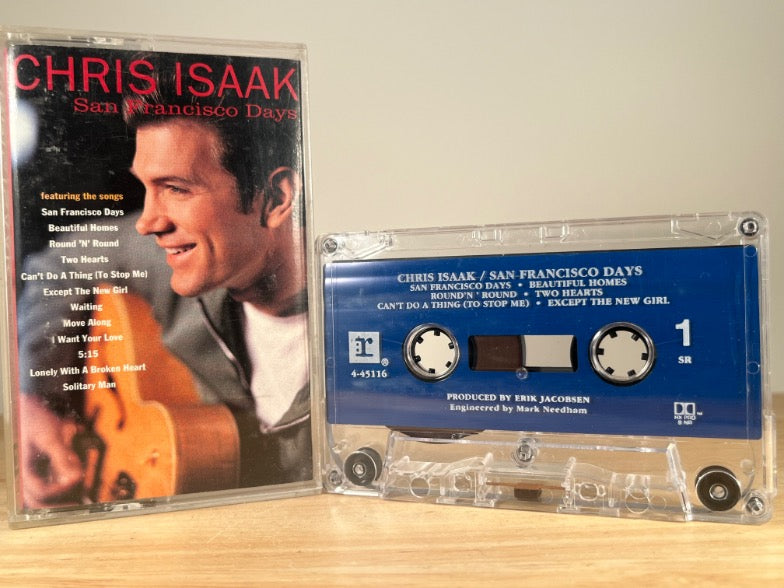 CHRIS ISAAK
San Francisco Days
featuring the songs
San Francisco Days
Beautiful Homes
Round 'N' Round
Two Hearts
Can't Do A Thing (To Stop Me)
Except The New Girl
Waiting
Move Along
I Want Your Love
5:15
Lonely With A Broken Heart
Solitary Man
CHRIS ISAAK / SAN FRANCISCO DAYS
SAN FRANCISCO DAYS • BEAUTIFUL HOMES
ROUND 'N' ROUND • TWO HEARTS
CAN'T DO A THING (TO STOP ME) • EXCEPT THE NEW GIRL
r ®
4-45116
1
SR
PRODUCED BY ERIK JACOBSEN
Engineered by Mark Needham
HX PRO
B NR